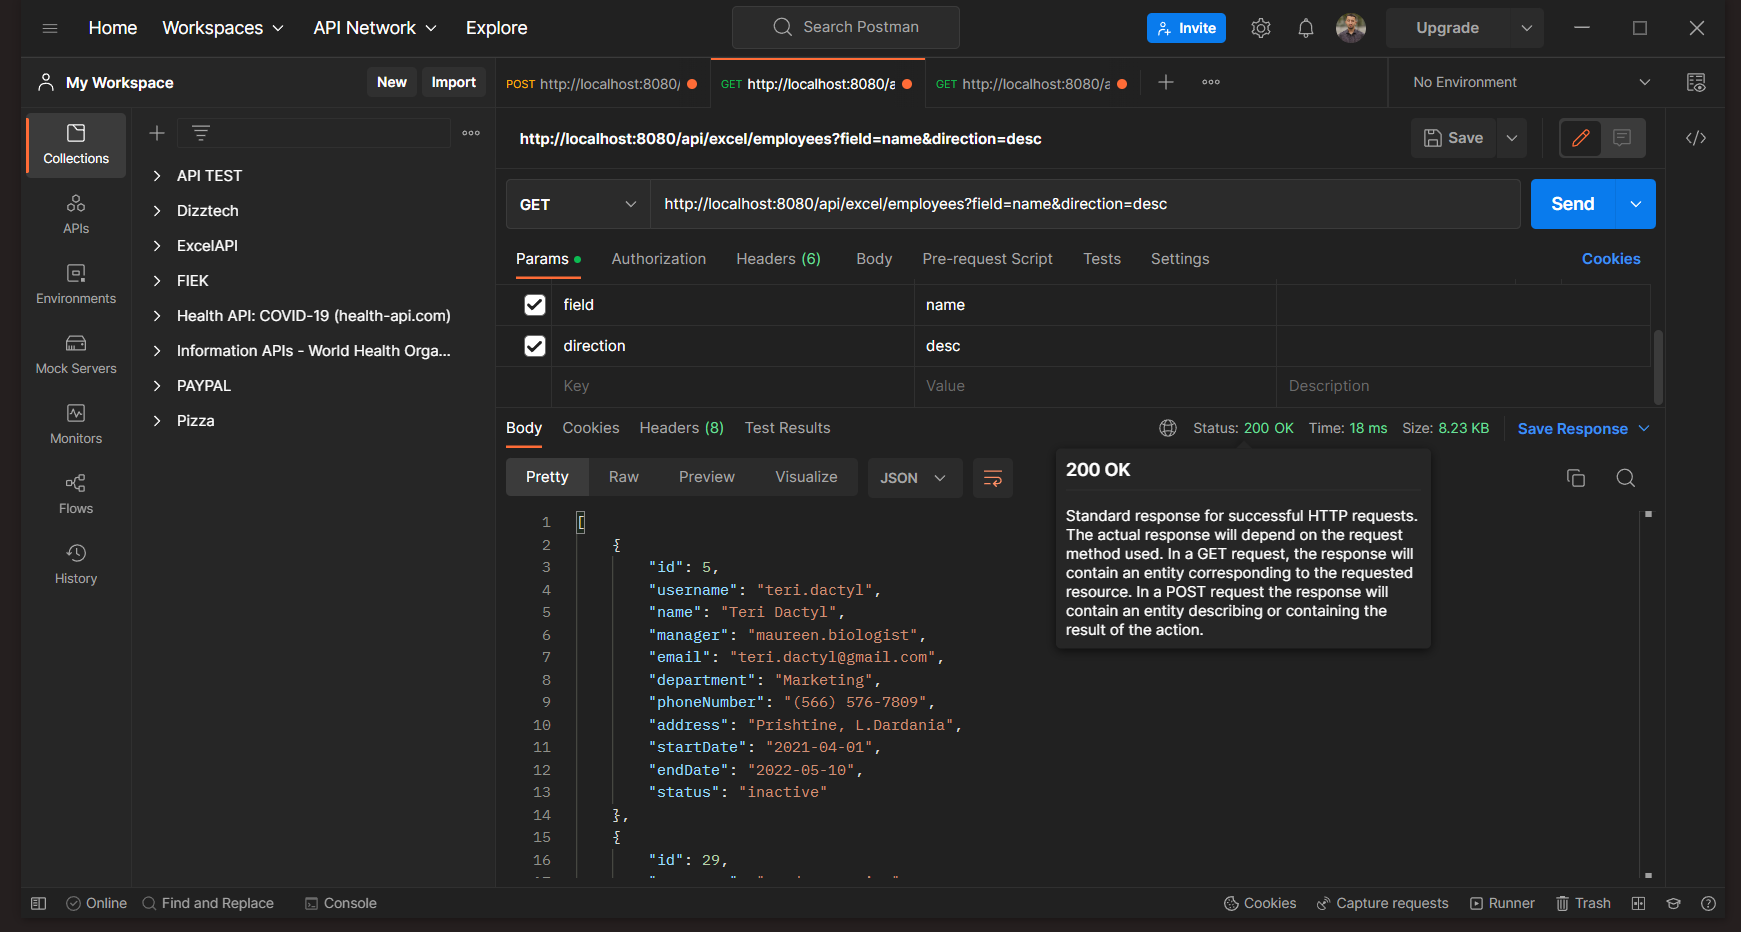 Home Workspaces API Network Explore Search Postman Invite Upgrade
My Workspace New Import POST http://localhost:8080/ GET http://localhost:8080/a GET http://localhost:8080/a No Environment
Collections
APIs
Environments
Mock Servers
Monitors
Flows
History
API TEST
Dizztech
ExcelAPI
FIEK
Health API: COVID-19 (health-api.com)
Information APIs - World Health Orga...
PAYPAL
Pizza
http://localhost:8080/api/excel/employees?field=name&direction=desc Save
GET http://localhost:8080/api/excel/employees?field=name&direction=desc Send
Params Authorization Headers (6) Body Pre-request Script Tests Settings Cookies
field name
direction desc
Key Value Description
Body Cookies Headers (8) Test Results Status: 200 OK Time: 18 ms Size: 8.23 KB Save Response
Pretty Raw Preview Visualize JSON
200 OK
Standard response for successful HTTP requests.
The actual response will depend on the request
method used. In a GET request, the response will
contain an entity corresponding to the requested
resource. In a POST request the response will
contain an entity describing or containing the
result of the action.
1 [
2 {
3 "id": 5,
4 "username": "teri.dactyl",
5 "name": "Teri Dactyl",
6 "manager": "maureen.biologist",
7 "email": "teri.dactyl@gmail.com",
8 "department": "Marketing",
9 "phoneNumber": "(566) 576-7809",
10 "address": "Prishtine, L.Dardania",
11 "startDate": "2021-04-01",
12 "endDate": "2022-05-10",
13 "status": "inactive"
14 },
15 {
16 "id": 29,
Online Find and Replace Console Cookies Capture requests Runner Trash